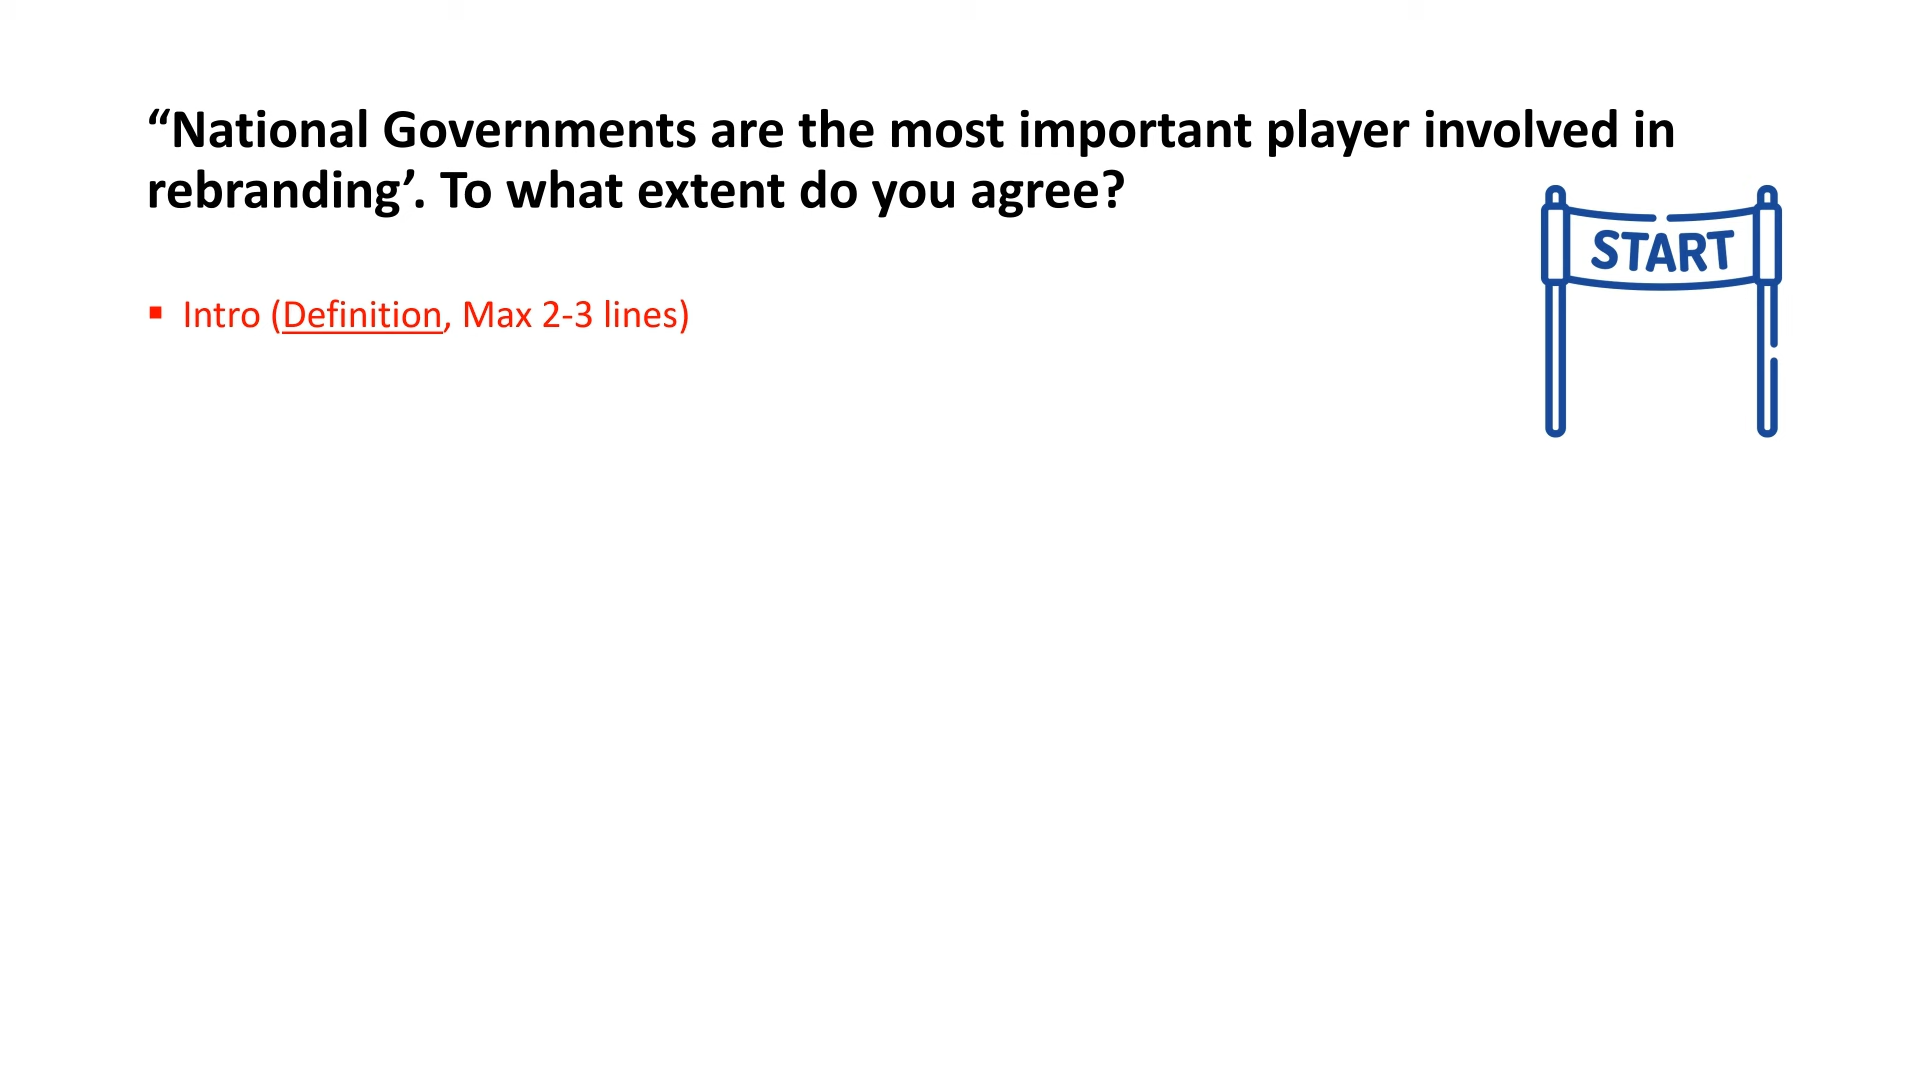 “National Governments are the most important player involved in
rebranding’. To what extent do you agree?
START
▪ Intro (Definition, Max 2-3 lines)